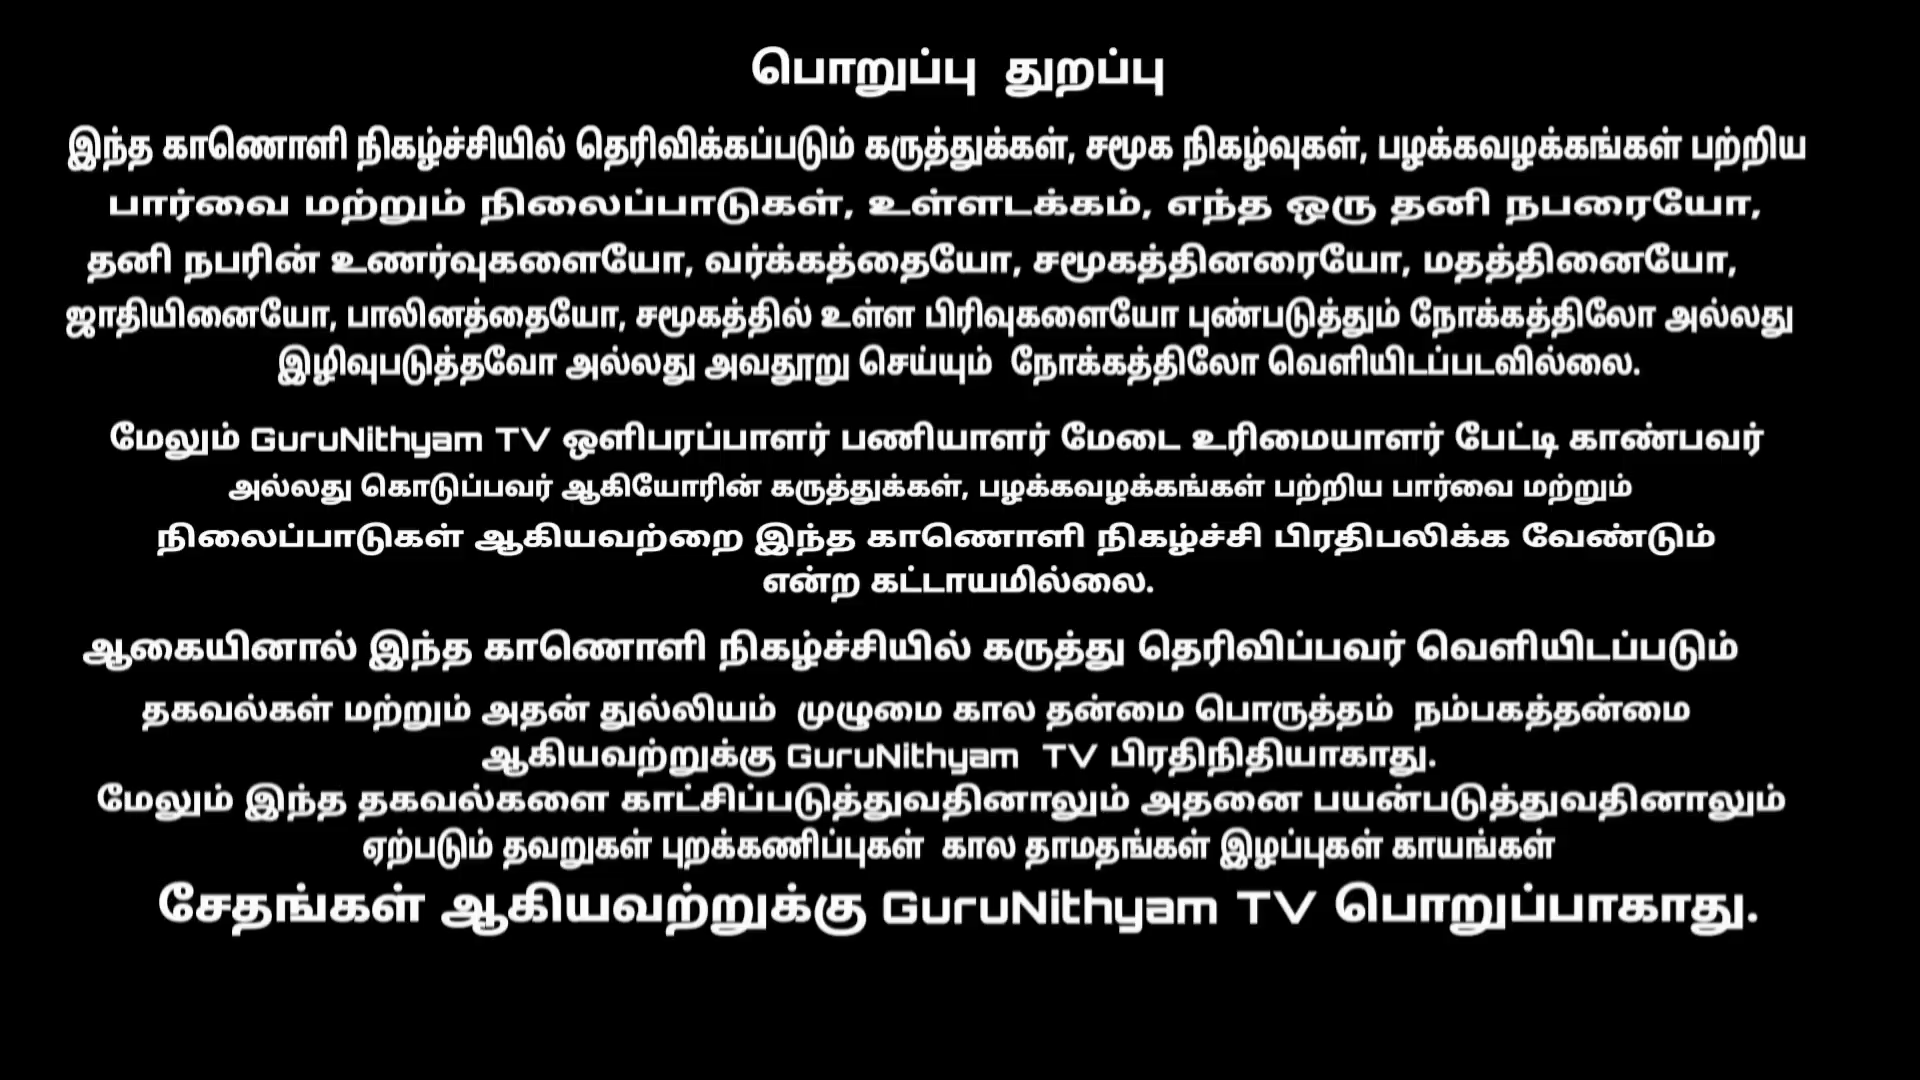 பொறுப்பு துறப்பு
இந்த காணொளி நிகழ்ச்சியில் தெரிவிக்கப்படும் கருத்துக்கள், சமூக நிகழ்வுகள், பழக்கவழக்கங்கள் பற்றிய
பார்வை மற்றும் நிலைப்பாடுகள், உள்ளடக்கம், எந்த ஒரு தனி நபரையோ,
தனி நபரின் உணர்வுகளையோ, வர்க்கத்தையோ, சமூகத்தினரையோ, மதத்தினையோ,
ஜாதியினையோ, பாலினத்தையோ, சமூகத்தில் உள்ள பிரிவுகளையோ புண்படுத்தும் நோக்கத்திலோ அல்லது
இழிவுபடுத்தவோ அல்லது அவதூறு செய்யும் நோக்கத்திலோ வெளியிடப்படவில்லை.
மேலும் GuruNithyam TV ஒளிபரப்பாளர் பணியாளர் மேடை உரிமையாளர் பேட்டி காண்பவர்
அல்லது கொடுப்பவர் ஆகியோரின் கருத்துக்கள், பழக்கவழக்கங்கள் பற்றிய பார்வை மற்றும்
நிலைப்பாடுகள் ஆகியவற்றை இந்த காணொளி நிகழ்ச்சி பிரதிபலிக்க வேண்டும்
என்ற கட்டாயமில்லை.
ஆகையினால் இந்த காணொளி நிகழ்ச்சியில் கருத்து தெரிவிப்பவர் வெளியிடப்படும்
தகவல்கள் மற்றும் அதன் துல்லியம் முழுமை கால தன்மை பொருத்தம் நம்பகத்தன்மை
ஆகியவற்றுக்கு GuruNithyam TV பிரதிநிதியாகாது.
மேலும் இந்த தகவல்களை காட்சிப்படுத்துவதினாலும் அதனை பயன்படுத்துவதினாலும்
ஏற்படும் தவறுகள் புறக்கணிப்புகள் கால தாமதங்கள் இழப்புகள் காயங்கள்
சேதங்கள் ஆகியவற்றுக்கு GuruNithyam TV பொறுப்பாகாது.